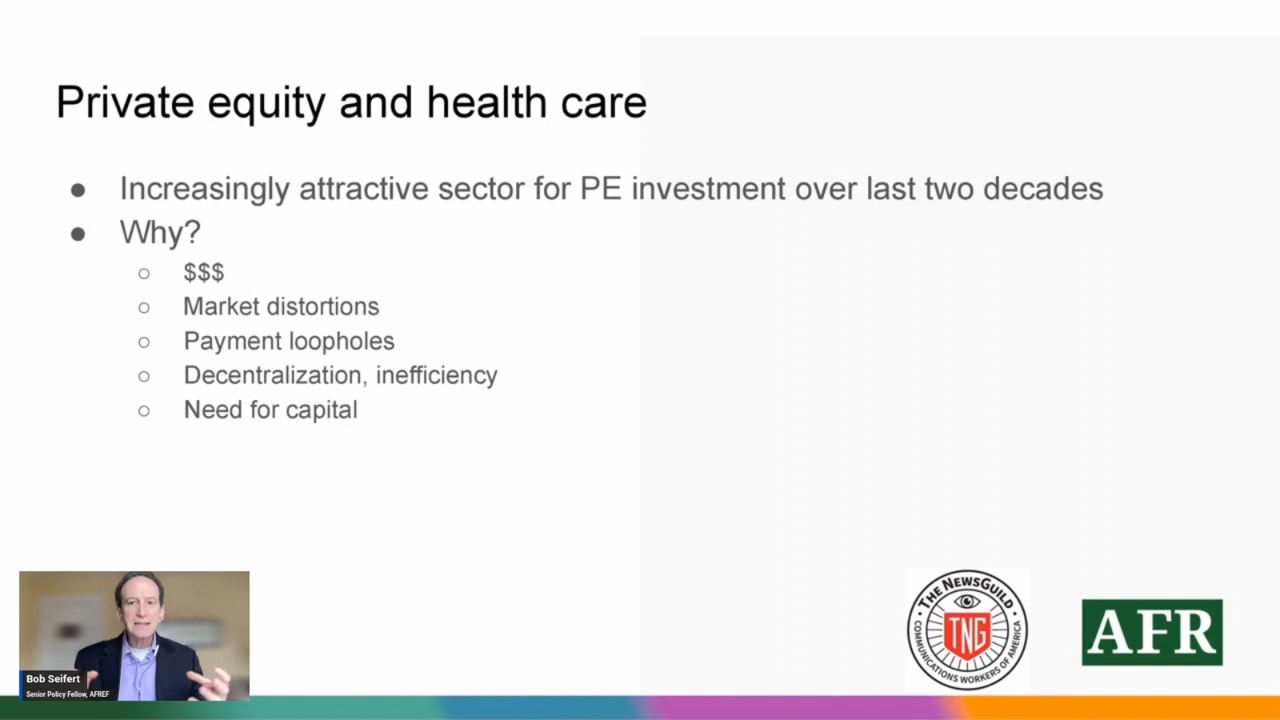 Private equity and health care
● Increasingly attractive sector for PE investment over last two decades
● Why?
○ $$$
○ Market distortions
○ Payment loopholes
○ Decentralization, inefficiency
○ Need for capital
Bob Seifert
Senior Policy Fellow, AFREF
• THE NEWSGUILD •
TNG
COMMUNICATIONS WORKERS OF AMERICA
AFR